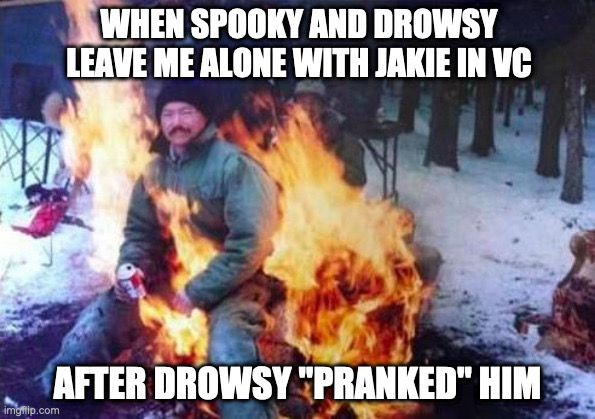 WHEN SPOOKY AND DROWSY
LEAVE ME ALONE WITH JAKIE IN VC
AFTER DROWSY "PRANKED" HIM
imgflip.com